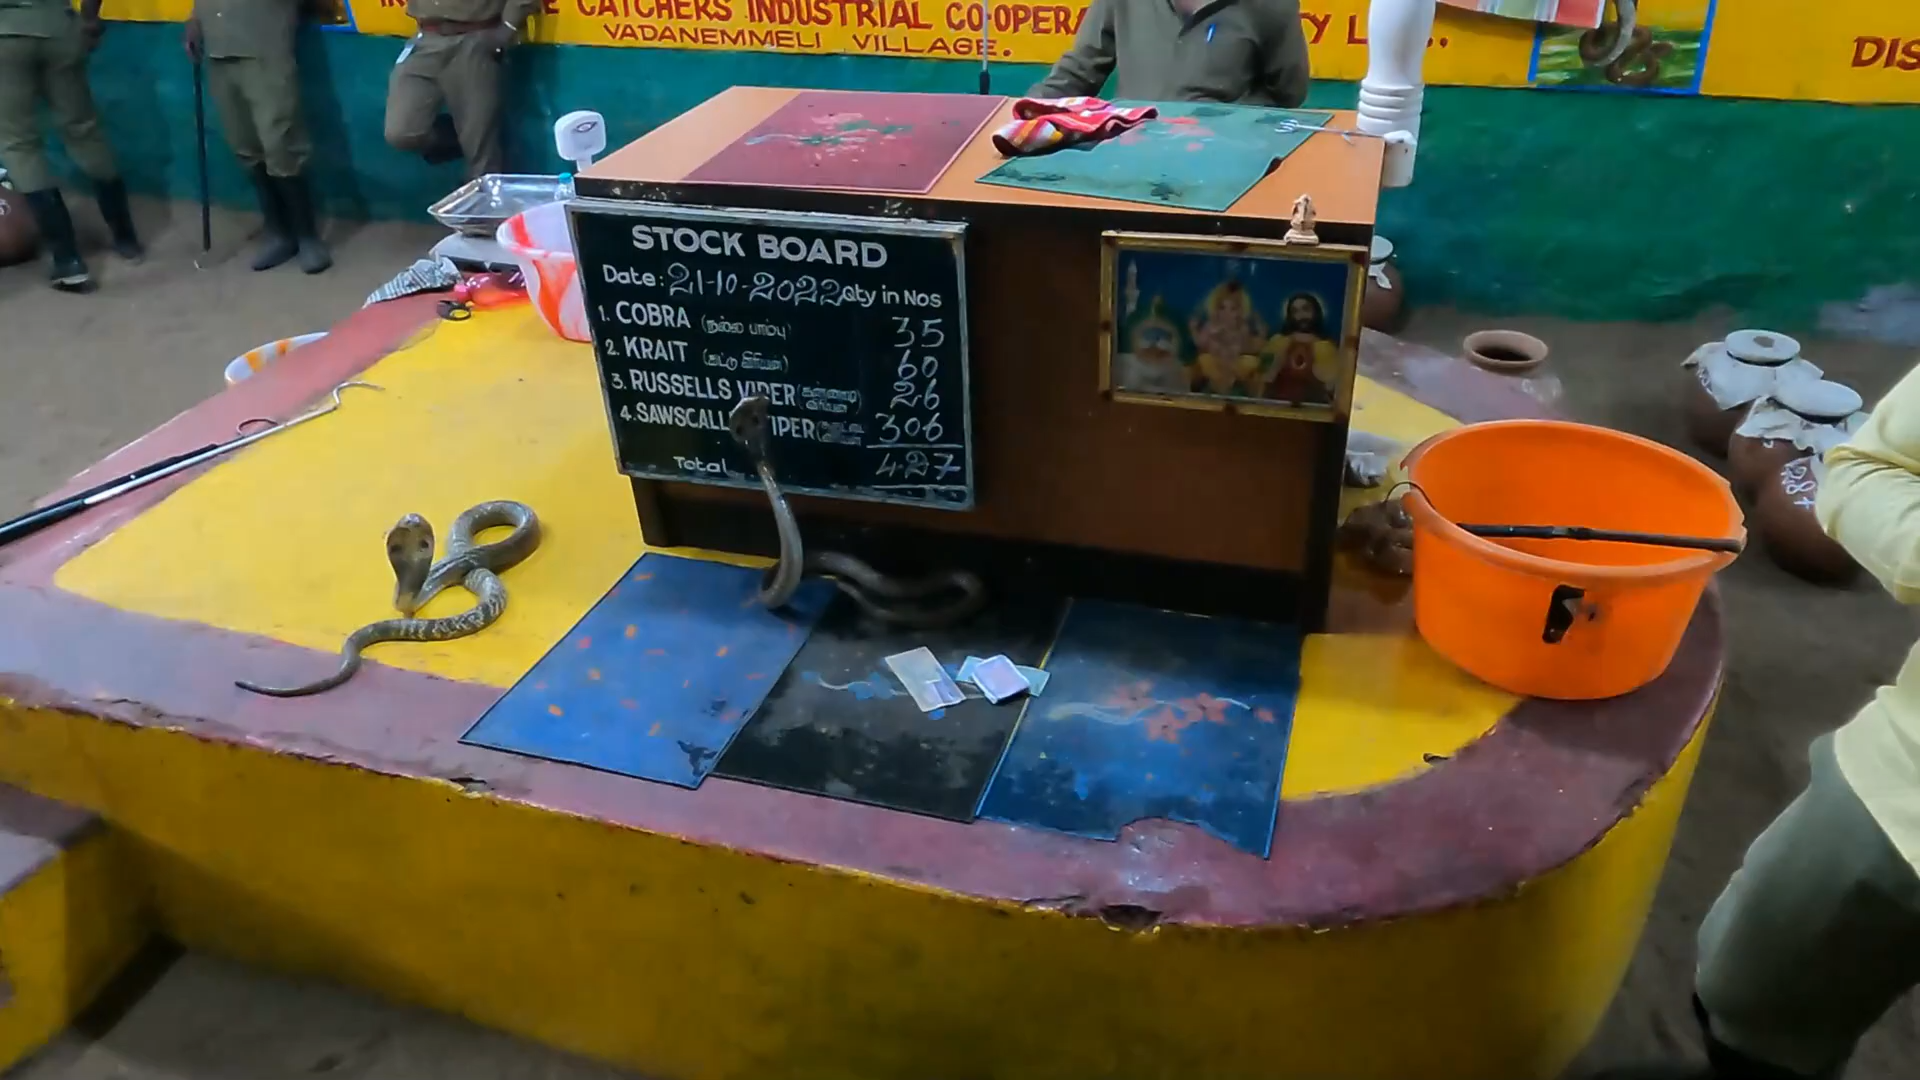 CATCHERS INDUSTRIAL CO-OPERA
VADANEMMELI VILLAGE.
DIS
STOCK BOARD
Date: 21-10-2022 Qty in Nos
1. COBRA (நல்ல பாம்பு) 35
2. KRAIT 60
3. RUSSELLS VIPER 26
4. SAWSCALL VIPER 306
Total 427